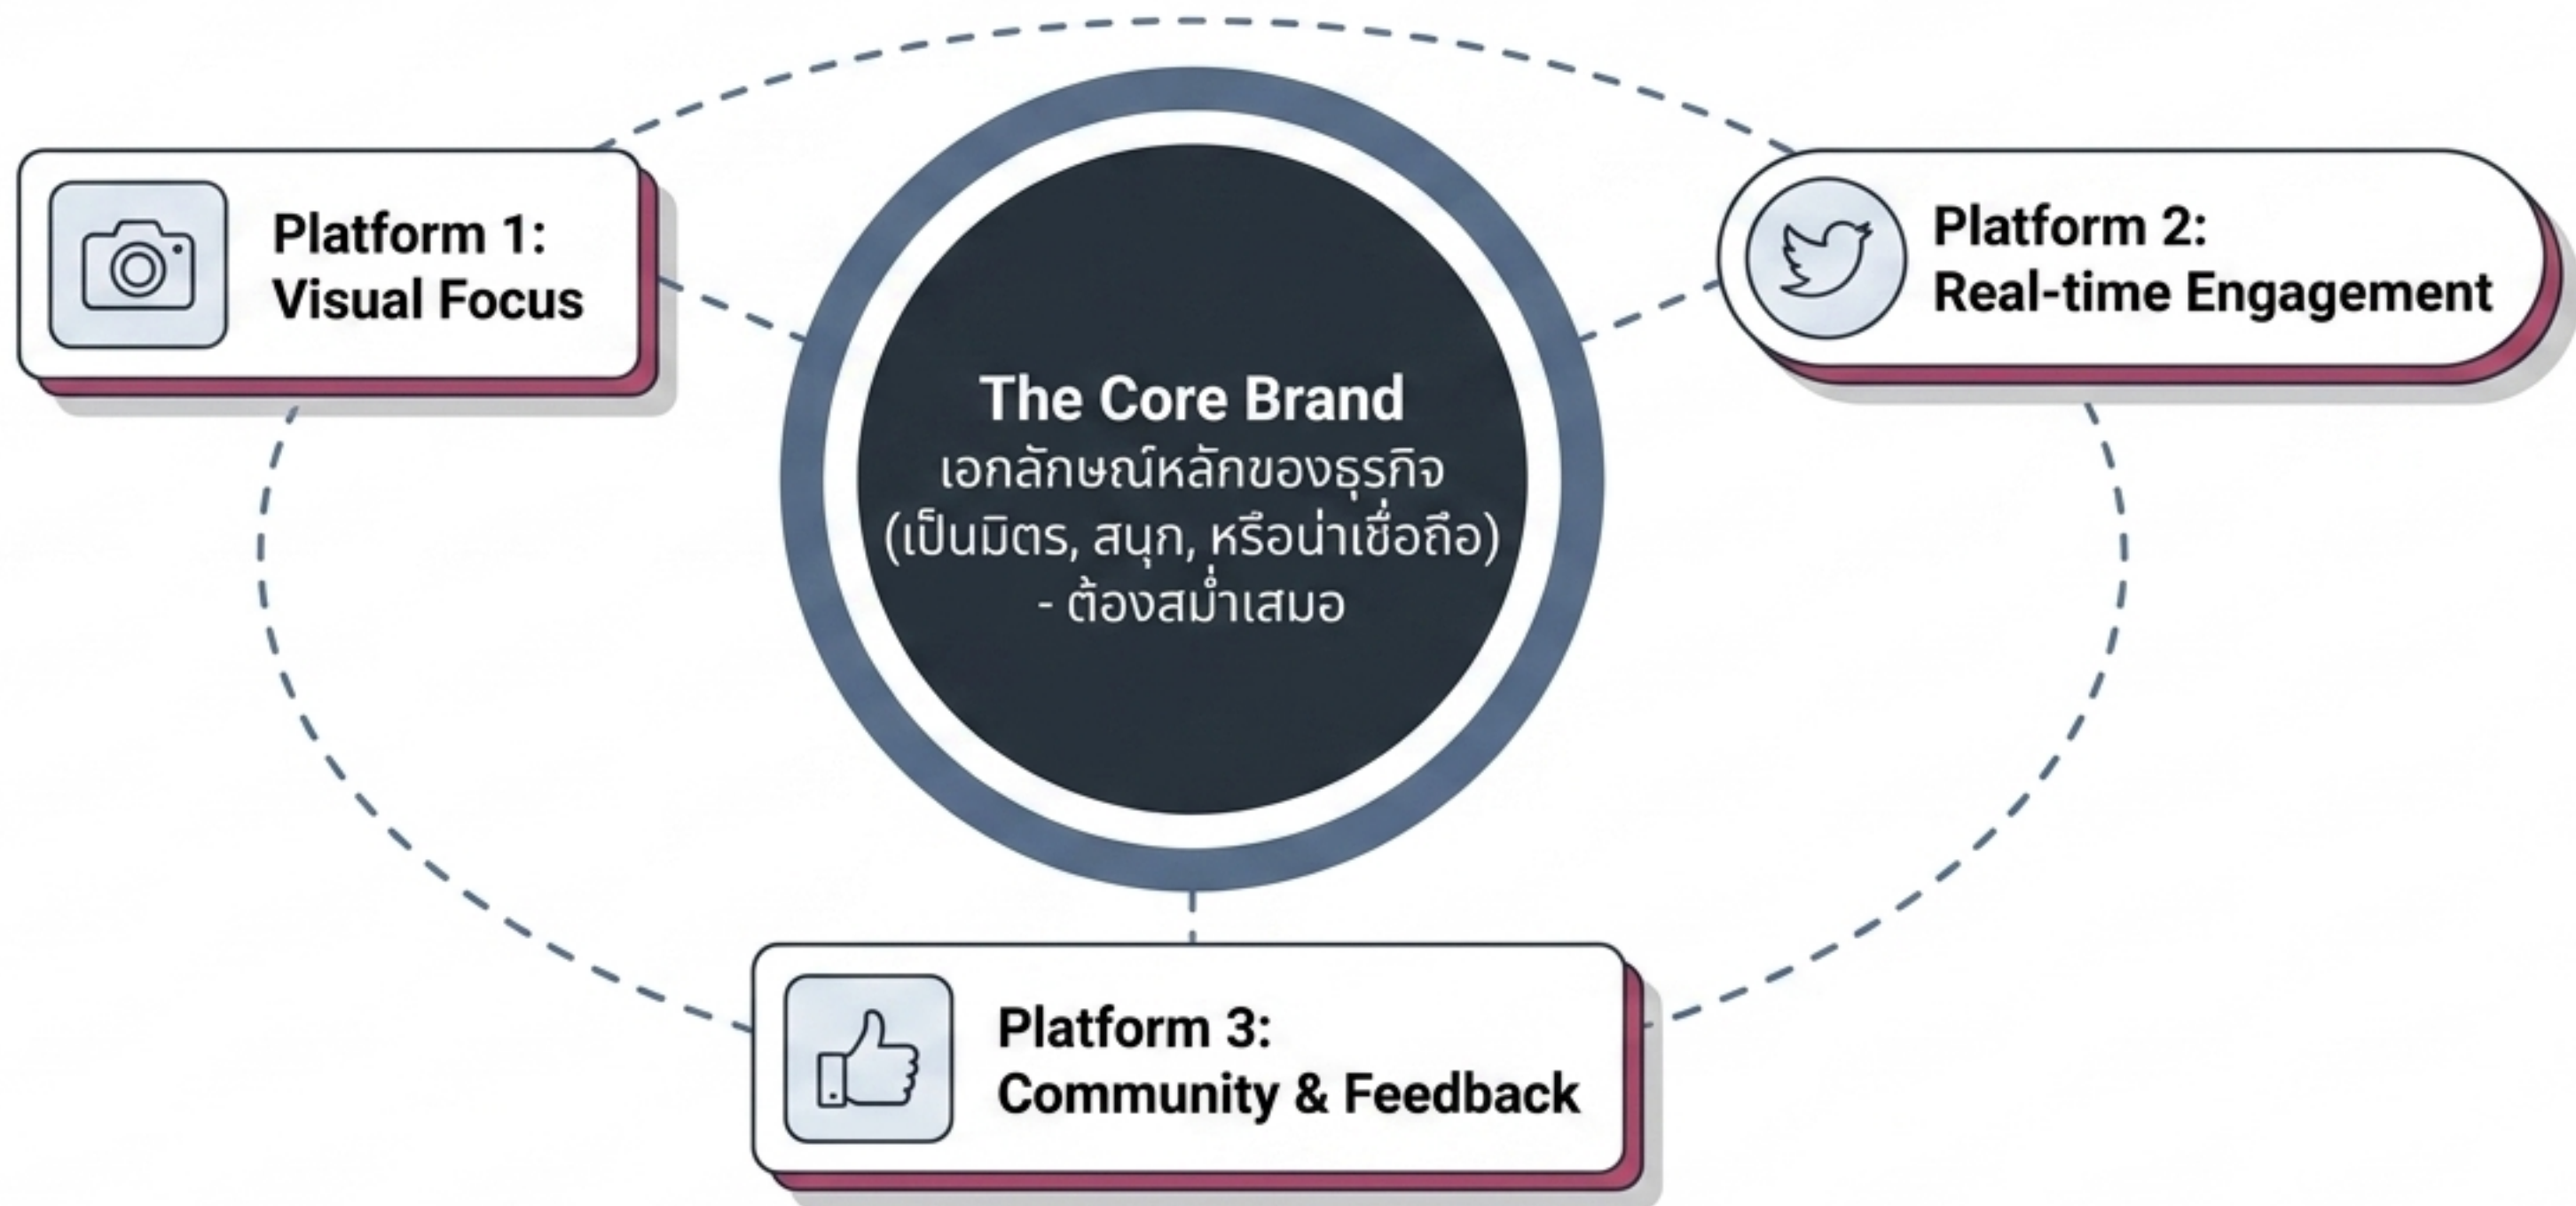 Platform 1:
Visual Focus
Platform 2:
Real-time Engagement
The Core Brand
เอกลักษณ์หลักของธุรกิจ
(เป็นมิตร, สนุก, หรือน่าเชื่อถือ)
- ต้องสม่ำเสมอ
Platform 3:
Community & Feedback